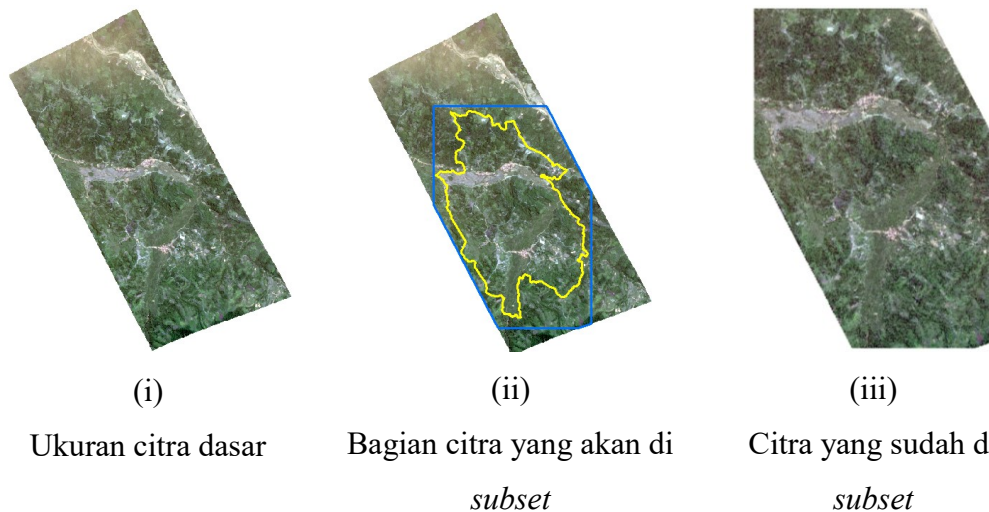 (i)
Ukuran citra dasar
(ii)
Bagian citra yang akan di
subset
(iii)
Citra yang sudah d
subset